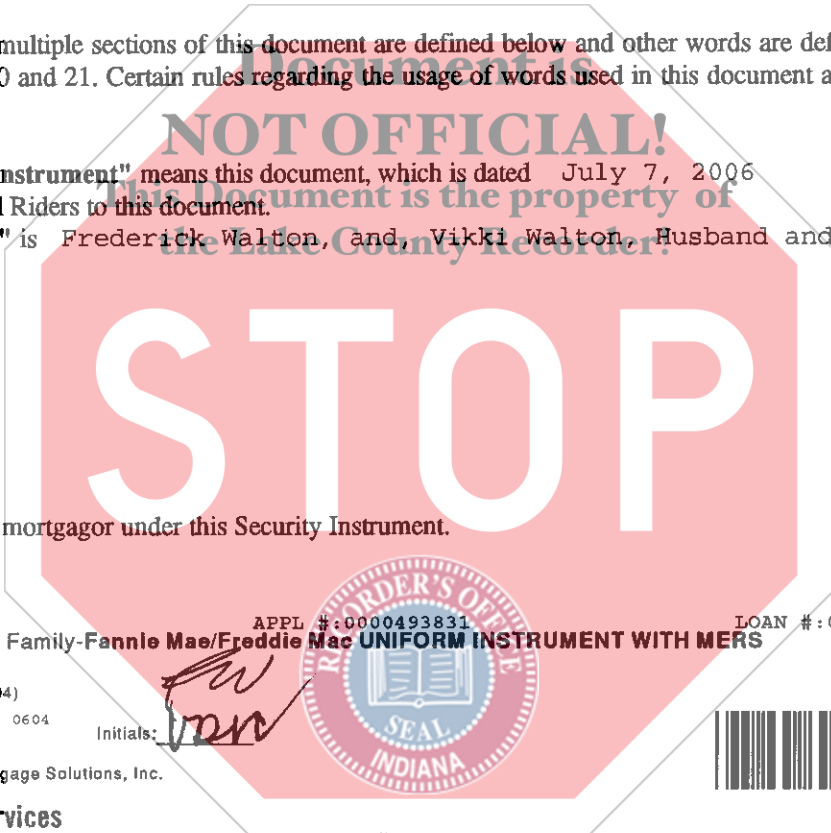 multiple sections of this document are defined below and other words are def
Document is
0 and 21. Certain rules regarding the usage of words used in this document a
NOT OFFICIAL!
nstrument" means this document, which is dated July 7, 2006
This Document is the property of
l Riders to this document.
" is Frederick Walton, and, Vikki Walton, Husband and
the Lake County Recorder!
STOP
mortgagor under this Security Instrument.
APPL #:0000493831
LOAN #:0
Family-Fannie Mae/Freddie Mac UNIFORM INSTRUMENT WITH MERS
RECORDER'S OFFICE
SEAL
INDIANA
04)
0604
Initials:
gage Solutions, Inc.
rvices